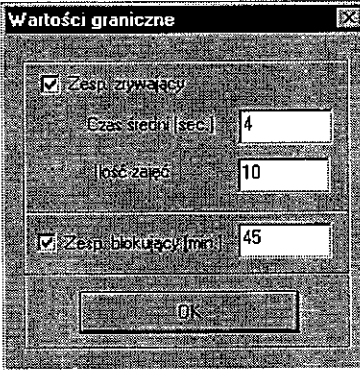 Wartości graniczne
Zesp. zrywający
Czas średni [sec.] 4
Ilość zajęć 10
Zesp. blokujący [min.] 45
OK